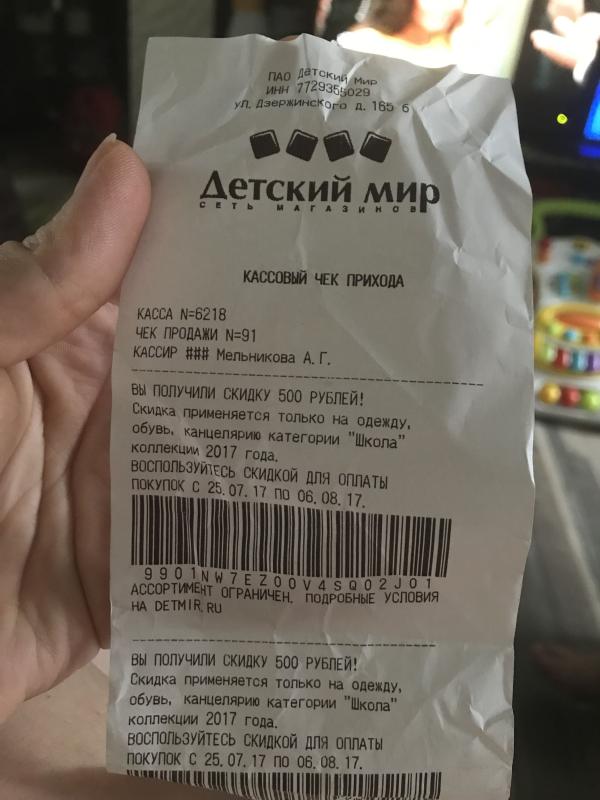 ПАО Детский мир
ИНН 7729355029
ул. Дзержинского д. 165 б
Детский мир
СЕТЬ МАГАЗИНОВ
КАССОВЫЙ ЧЕК ПРИХОДА
КАССА N=6218
ЧЕК ПРОДАЖИ N=91
КАССИР ### Мельникова А.Г.
ВЫ ПОЛУЧИЛИ СКИДКУ 500 РУБЛЕЙ!
Скидка применяется только на одежду,
обувь, канцелярию категории "Школа"
коллекции 2017 года.
ВОСПОЛЬЗУЙТЕСЬ СКИДКОЙ ДЛЯ ОПЛАТЫ
ПОКУПОК С 25.07.17 ПО 06.08.17.
9901NW7EZ00V4SQ02J01
АССОРТИМЕНТ ОГРАНИЧЕН. ПОДРОБНЫЕ УСЛОВИЯ
НА DETMIR.RU
ВЫ ПОЛУЧИЛИ СКИДКУ 500 РУБЛЕЙ!
Скидка применяется только на одежду,
обувь, канцелярию категории "Школа"
коллекции 2017 года.
ВОСПОЛЬЗУЙТЕСЬ СКИДКОЙ ДЛЯ ОПЛАТЫ
ПОКУПОК С 25.07.17 ПО 06.08.17.